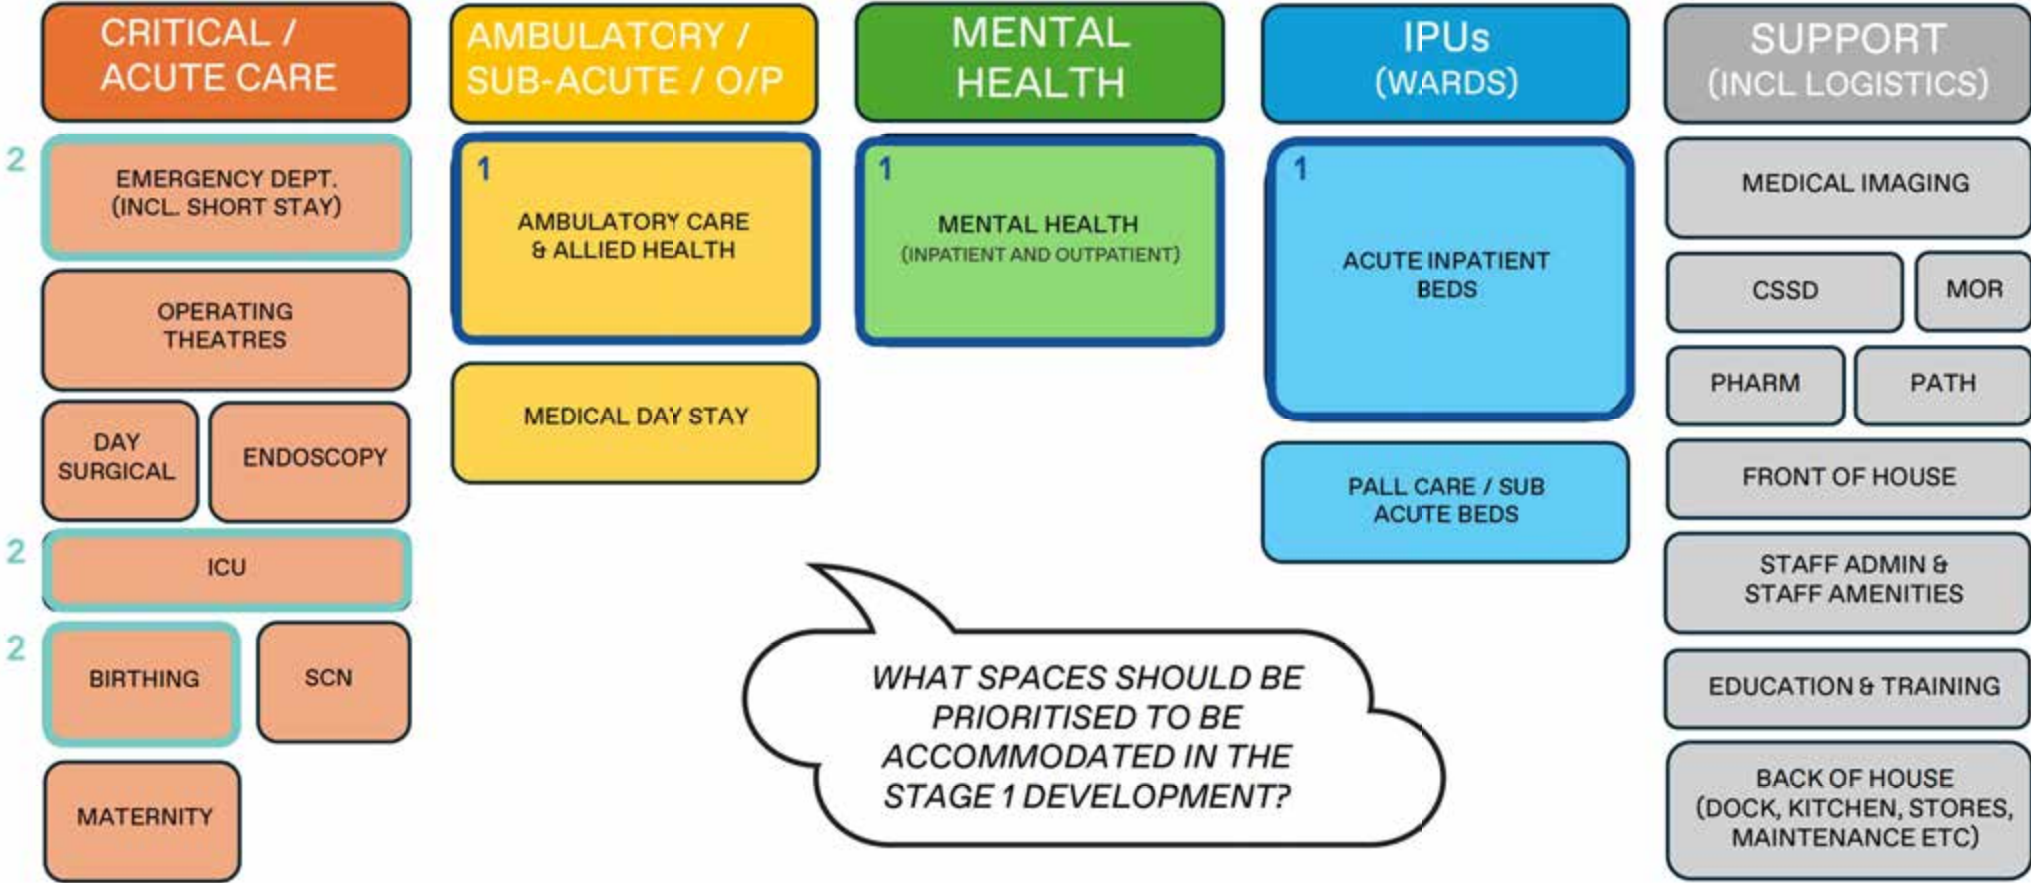 CRITICAL /
ACUTE CARE
2
EMERGENCY DEPT.
(INCL. SHORT STAY)
OPERATING
THEATRES
DAY
SURGICAL
ENDOSCOPY
2
ICU
2
BIRTHING
SCN
MATERNITY
AMBULATORY /
SUB-ACUTE / O/P
1
AMBULATORY CARE
& ALLIED HEALTH
MEDICAL DAY STAY
MENTAL
HEALTH
1
MENTAL HEALTH
(INPATIENT AND OUTPATIENT)
IPUs
(WARDS)
1
ACUTE INPATIENT
BEDS
PALL CARE / SUB
ACUTE BEDS
WHAT SPACES SHOULD BE
PRIORITISED TO BE
ACCOMMODATED IN THE
STAGE 1 DEVELOPMENT?
SUPPORT
(INCL LOGISTICS)
MEDICAL IMAGING
CSSD
MOR
PHARM
PATH
FRONT OF HOUSE
STAFF ADMIN &
STAFF AMENITIES
EDUCATION & TRAINING
BACK OF HOUSE
(DOCK, KITCHEN, STORES,
MAINTENANCE ETC)